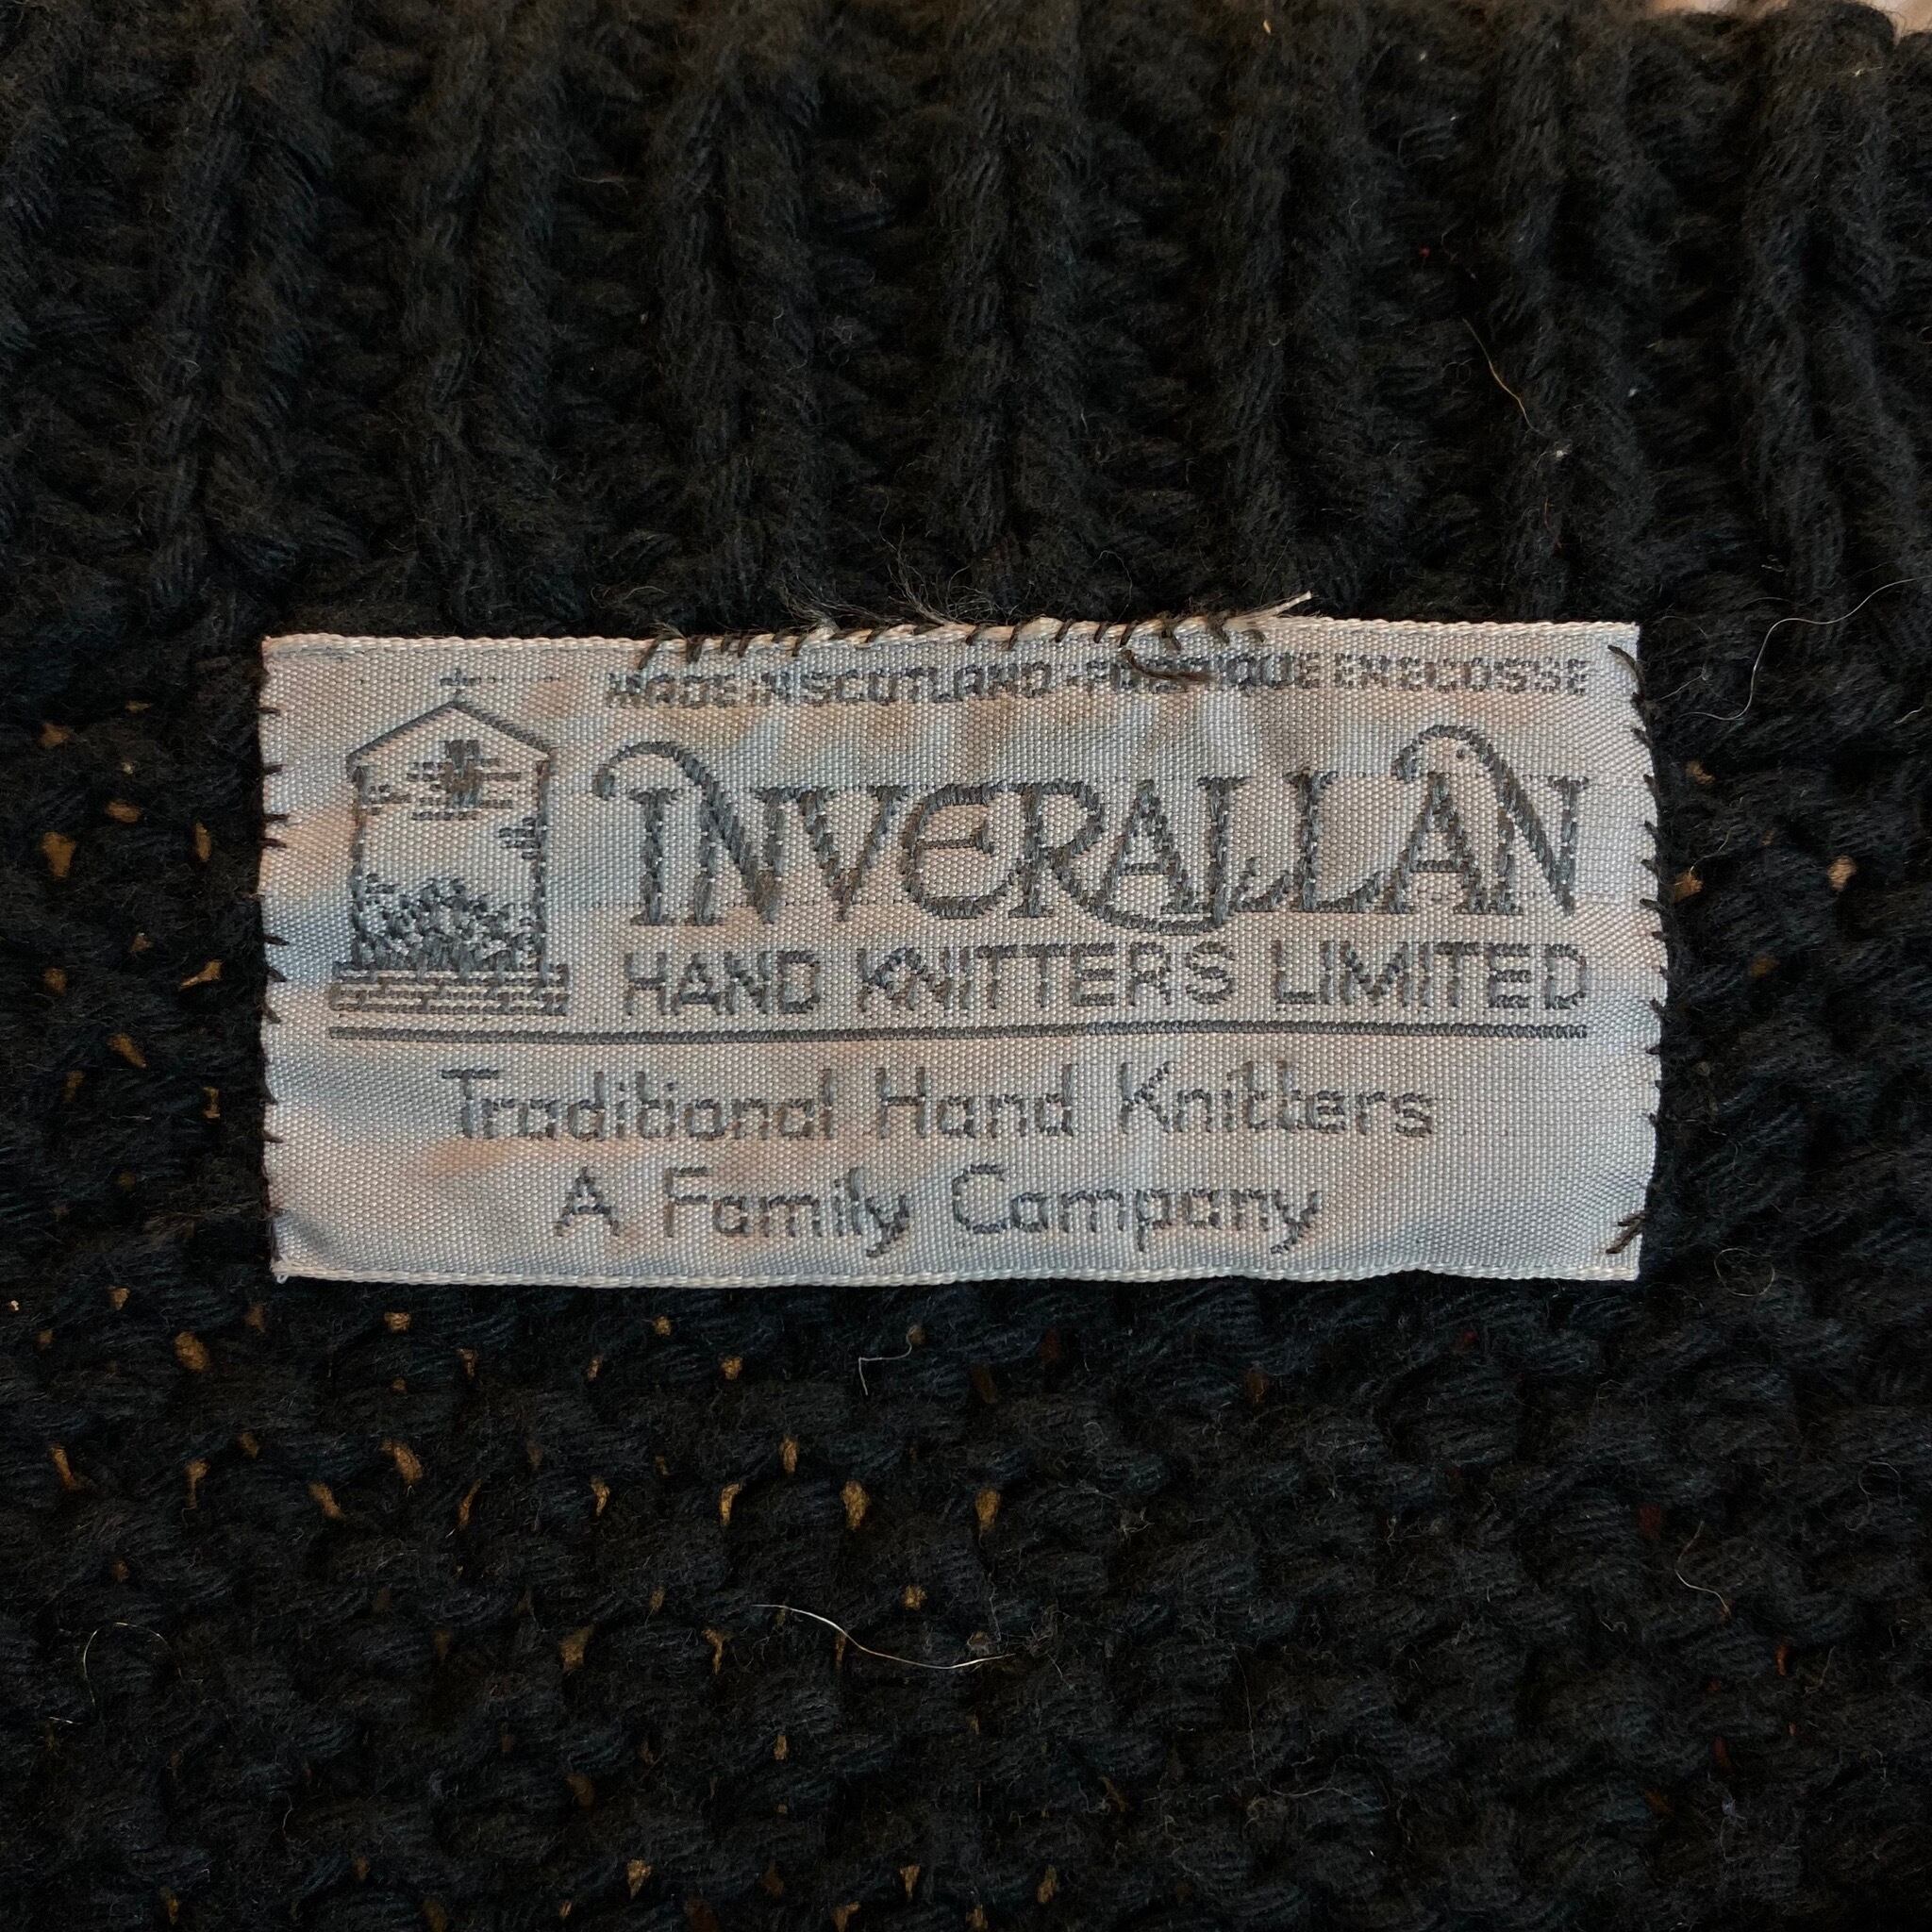 MADE IN SCOTLAND - FABRIQUE EN ECOSSE
INVERALLAN
HAND KNITTERS LIMITED
Traditional Hand Knitters
A Family Company